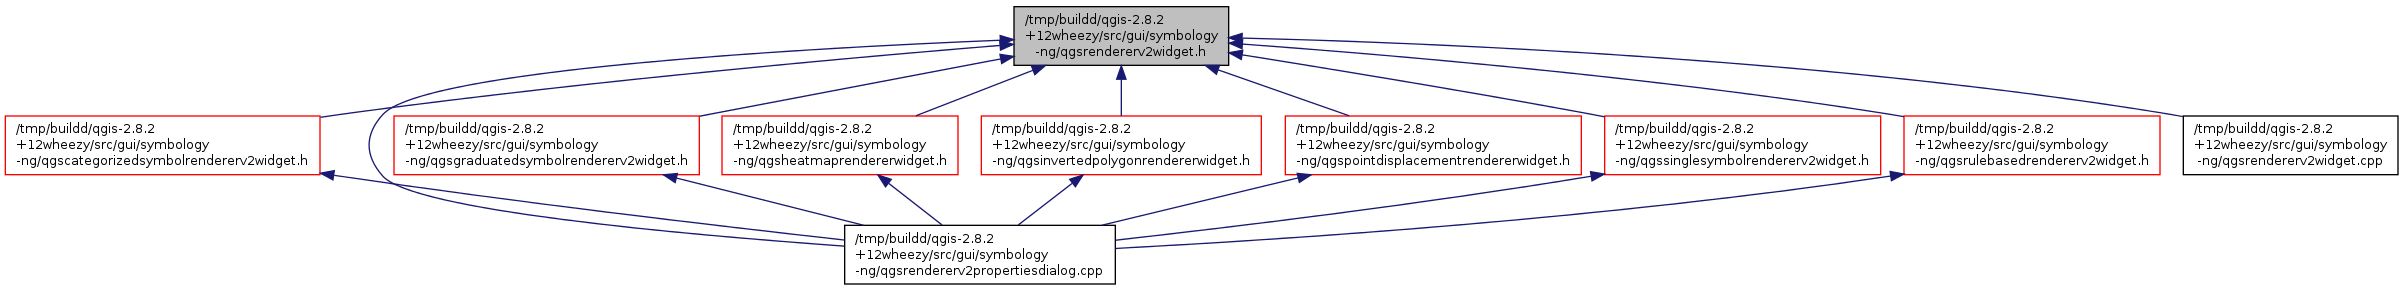 /tmp/buildd/qgis-2.8.2
+12wheezy/src/gui/symbology
-ng/qgsrendererv2widget.h
/tmp/buildd/qgis-2.8.2
+12wheezy/src/gui/symbology
-ng/qgscategorizedsymbolrendererv2widget.h
/tmp/buildd/qgis-2.8.2
+12wheezy/src/gui/symbology
-ng/qgsgraduatedsymbolrendererv2widget.h
/tmp/buildd/qgis-2.8.2
+12wheezy/src/gui/symbology
-ng/qgsheatmaprendererwidget.h
/tmp/buildd/qgis-2.8.2
+12wheezy/src/gui/symbology
-ng/qgsinvertedpolygonrendererwidget.h
/tmp/buildd/qgis-2.8.2
+12wheezy/src/gui/symbology
-ng/qgspointdisplacementrendererwidget.h
/tmp/buildd/qgis-2.8.2
+12wheezy/src/gui/symbology
-ng/qgssinglesymbolrendererv2widget.h
/tmp/buildd/qgis-2.8.2
+12wheezy/src/gui/symbology
-ng/qgsrulebasedrendererv2widget.h
/tmp/buildd/qgis-2.8.2
+12wheezy/src/gui/symbology
-ng/qgsrendererv2widget.cpp
/tmp/buildd/qgis-2.8.2
+12wheezy/src/gui/symbology
-ng/qgsrendererv2propertiesdialog.cpp